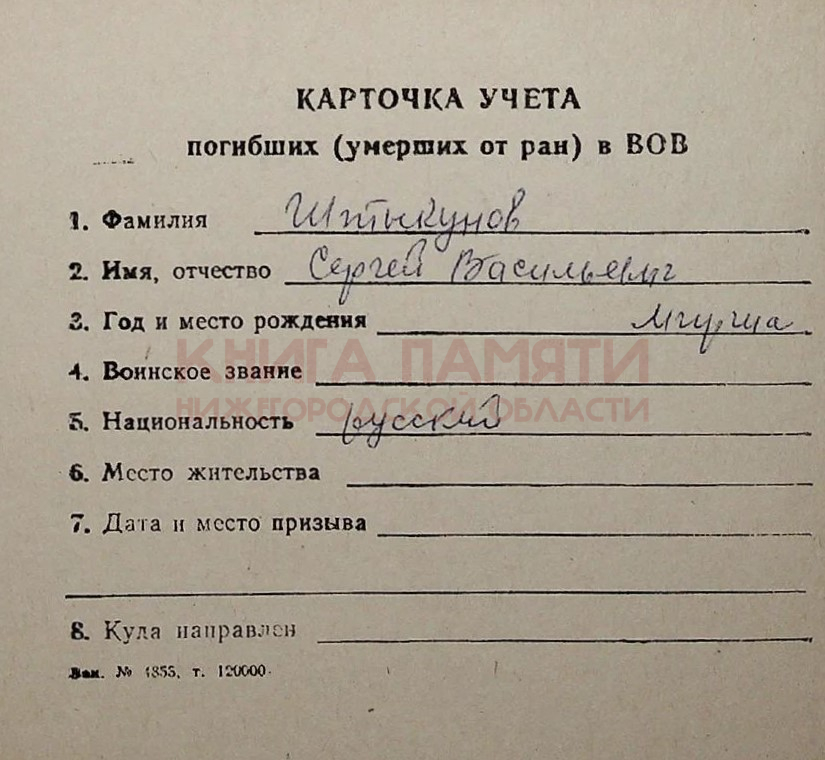 КАРТОЧКА УЧЕТА
погибших (умерших от ран) в ВОВ
1. Фамилия Штыкунов
2. Имя, отчество Сергей Васильевич
3. Год и место рождения
КНИГА ПАМЯТИ
4. Воинское звание
НИЖЕГОРОДСКОЙ ОБЛАСТИ
5. Национальность русский
6. Место жительства
7. Дата и место призыва
8. Куда направлен
Зак. № 4855, т. 120000.